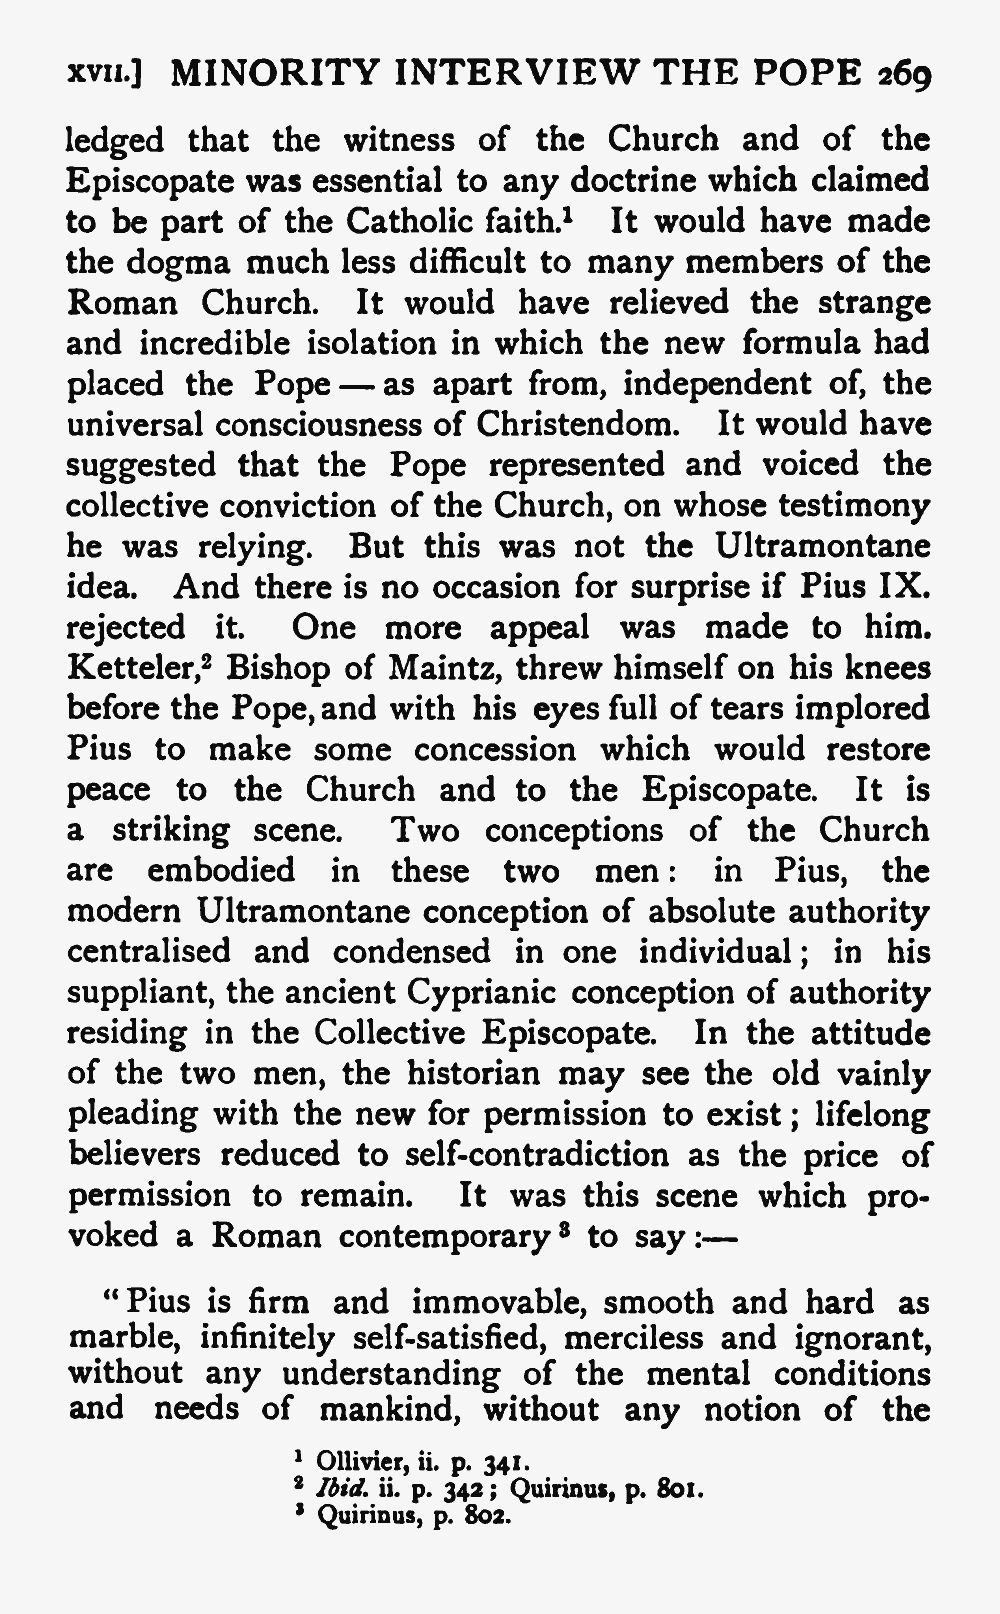 XVII.] MINORITY INTERVIEW THE POPE 269
ledged that the witness of the Church and of the
Episcopate was essential to any doctrine which claimed
to be part of the Catholic faith.¹ It would have made
the dogma much less difficult to many members of the
Roman Church. It would have relieved the strange
and incredible isolation in which the new formula had
placed the Pope — as apart from, independent of, the
universal consciousness of Christendom. It would have
suggested that the Pope represented and voiced the
collective conviction of the Church, on whose testimony
he was relying. But this was not the Ultramontane
idea. And there is no occasion for surprise if Pius IX.
rejected it. One more appeal was made to him.
Ketteler,² Bishop of Maintz, threw himself on his knees
before the Pope, and with his eyes full of tears implored
Pius to make some concession which would restore
peace to the Church and to the Episcopate. It is
a striking scene. Two conceptions of the Church
are embodied in these two men: in Pius, the
modern Ultramontane conception of absolute authority
centralised and condensed in one individual; in his
suppliant, the ancient Cyprianic conception of authority
residing in the Collective Episcopate. In the attitude
of the two men, the historian may see the old vainly
pleading with the new for permission to exist; lifelong
believers reduced to self-contradiction as the price of
permission to remain. It was this scene which pro-
voked a Roman contemporary³ to say:—
"Pius is firm and immovable, smooth and hard as
marble, infinitely self-satisfied, merciless and ignorant,
without any understanding of the mental conditions
and needs of mankind, without any notion of the
¹ Ollivier, ii. p. 341.
² Ibid. ii. p. 342; Quirinus, p. 801.
³ Quirinus, p. 802.